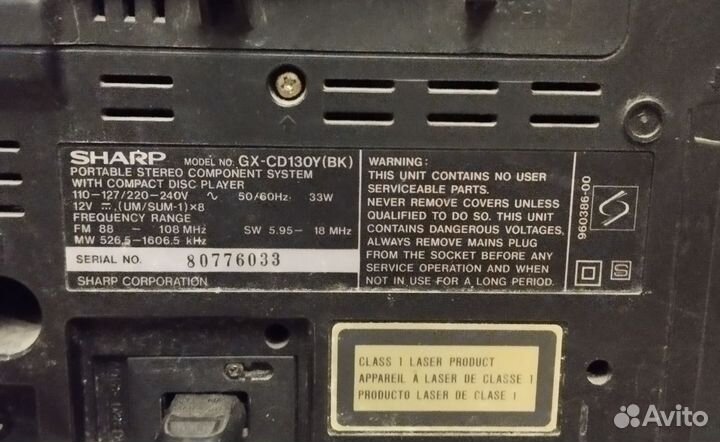 SHARP MODEL NO. GX-CD130Y(BK)
PORTABLE STEREO COMPONENT SYSTEM
WITH COMPACT DISC PLAYER
110-127/220-240V ∿ 50/60Hz 33W
12V ⎓ (UM/SUM-1)×8
FREQUENCY RANGE
FM 88 - 108 MHz SW 5.95 - 18 MHz
MW 526.5-1606.5 kHz
SERIAL NO. 80776033
SHARP CORPORATION
WARNING:
THIS UNIT CONTAINS NO USER
SERVICEABLE PARTS.
NEVER REMOVE COVERS UNLESS
QUALIFIED TO DO SO. THIS UNIT
CONTAINS DANGEROUS VOLTAGES,
ALWAYS REMOVE MAINS PLUG
FROM THE SOCKET BEFORE ANY
SERVICE OPERATION AND WHEN
NOT IN USE FOR A LONG PERIOD.
960386-00
S
CLASS 1 LASER PRODUCT
APPAREIL À LASER DE CLASSE 1
PRODUCTO LASER DE CLASE 1
Avito